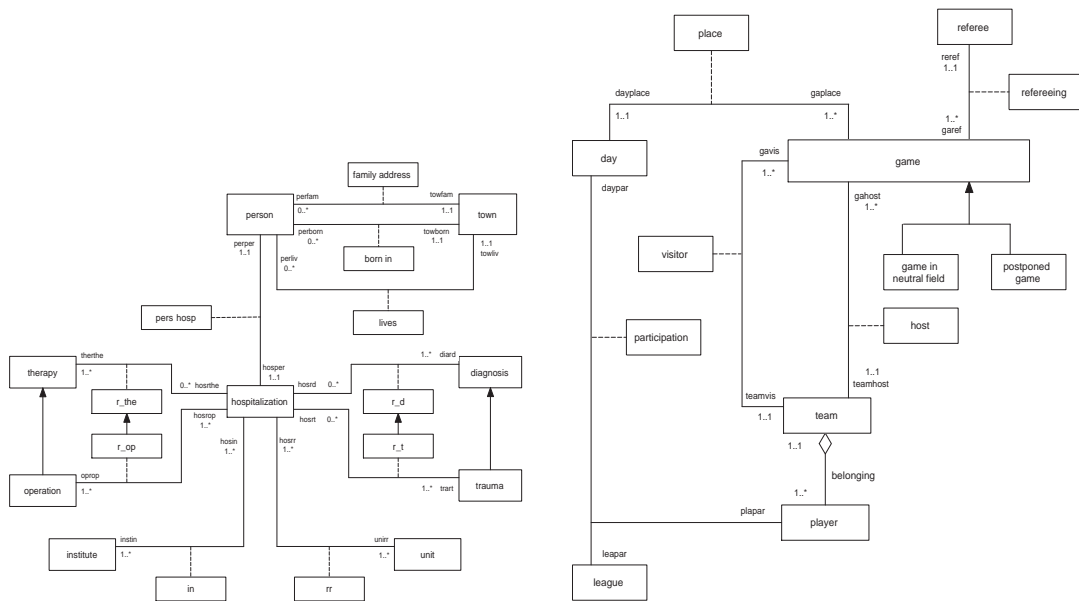 family address
perfam
towfam
person
0..*
1..1
town
perborn
towborn
0..*
1..1
perper
1..1
perliv
0..*
born in
1..1
towliv
pers hosp
lives
therthe
1..*
therapy
hosper
1..1
1..*
diard
diagnosis
0..*
hosrthe
hosrd
0..*
r_the
hospitalization
r_d
hosrop
1..*
hosrt
0..*
hosin
1..*
hosrr
1..*
r_op
r_t
oprop
1..*
operation
1..*
trart
trauma
institute
instin
1..*
unirr
1..*
unit
in
rr
place
referee
reref
1..1
refereeing
dayplace
1..1
gaplace
1..*
1..*
garef
day
gavis
1..*
game
daypar
gahost
1..*
visitor
game in
neutral field
postponed
game
participation
host
1..1
teamhost
teamvis
1..1
team
1..1
belonging
1..*
plapar
player
leapar
league